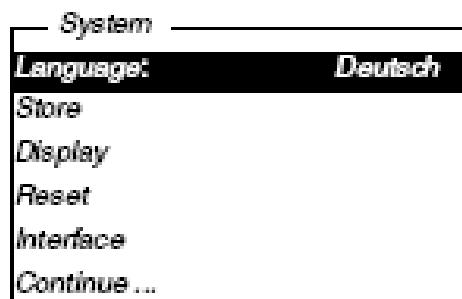 System
Language: Deutsch
Store
Display
Reset
Interface
Continue ...